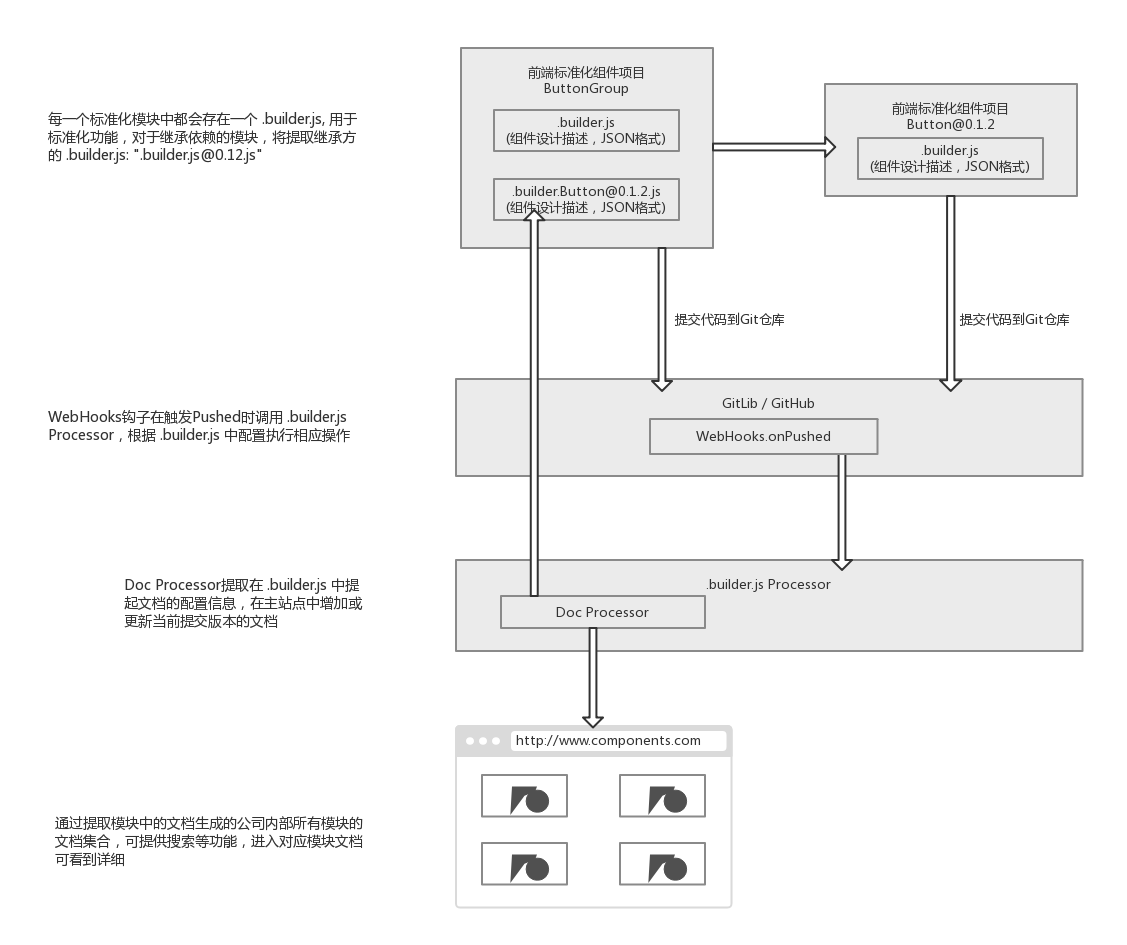 前端标准化组件项目
ButtonGroup
.builder.js
(组件设计描述，JSON格式)
.builder.Button@0.1.2.js
(组件设计描述，JSON格式)
前端标准化组件项目
Button@0.1.2
.builder.js
(组件设计描述，JSON格式)
每一个标准化模块中都会存在一个 .builder.js, 用于
标准化功能，对于继承依赖的模块，将提取继承方
的 .builder.js: ".builder.js@0.12.js"
提交代码到Git仓库
提交代码到Git仓库
GitLib / GitHub
WebHooks.onPushed
WebHooks钩子在触发Pushed时调用 .builder.js
Processor，根据 .builder.js 中配置执行相应操作
.builder.js Processor
Doc Processor
Doc Processor提取在 .builder.js 中提
起文档的配置信息，在主站点中增加或
更新当前提交版本的文档
http://www.components.com
通过提取模块中的文档生成的公司内部所有模块的
文档集合，可提供搜索等功能，进入对应模块文档
可看到详细